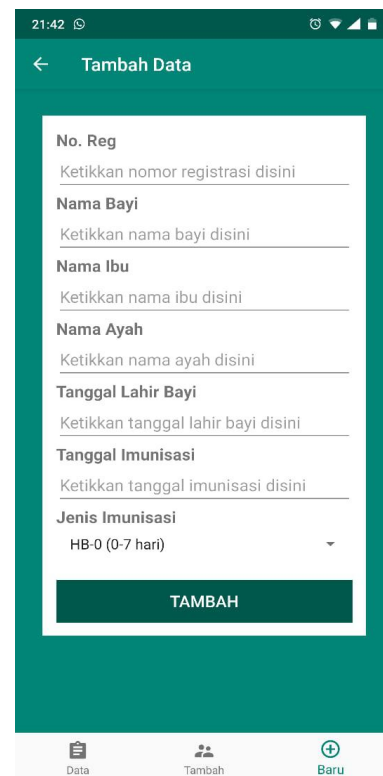 21:42
Tambah Data
No. Reg
Ketikkan nomor registrasi disini
Nama Bayi
Ketikkan nama bayi disini
Nama Ibu
Ketikkan nama ibu disini
Nama Ayah
Ketikkan nama ayah disini
Tanggal Lahir Bayi
Ketikkan tanggal lahir bayi disini
Tanggal Imunisasi
Ketikkan tanggal imunisasi disini
Jenis Imunisasi
HB-0 (0-7 hari)
TAMBAH
Data Tambah Baru